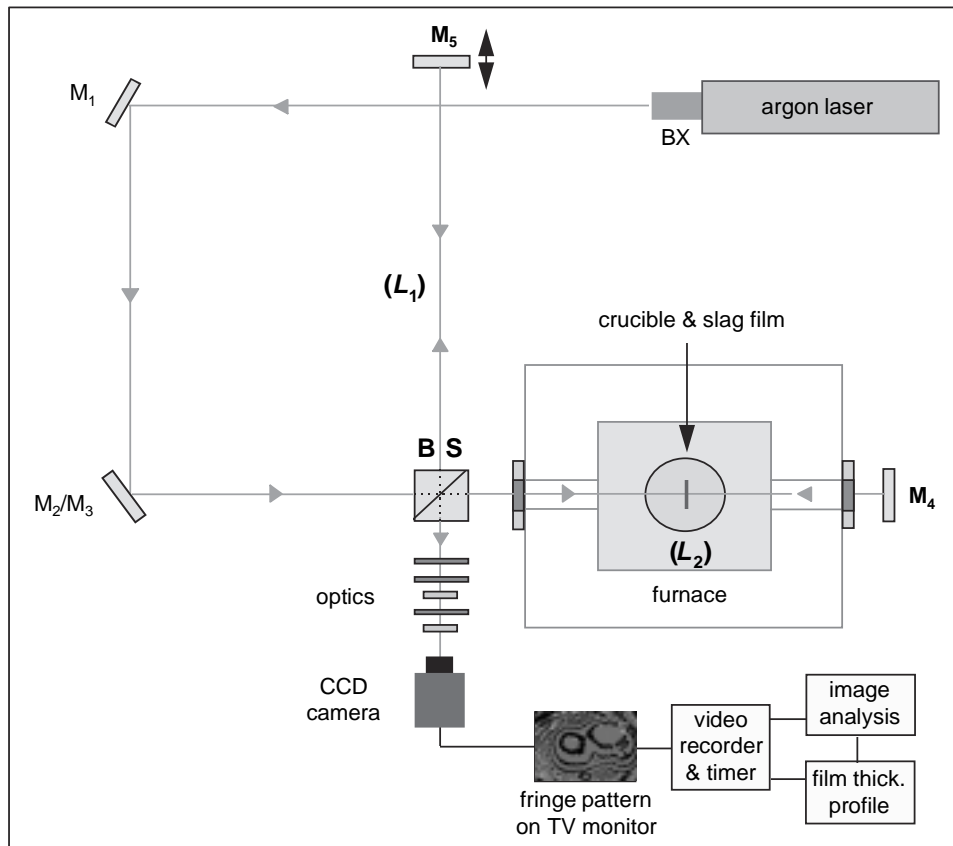 M5
M1
argon laser
BX
(L1)
crucible & slag film
B S
M2/M3
M4
(L2)
optics
furnace
CCD
camera
image
analysis
video
recorder
& timer
film thick.
profile
fringe pattern
on TV monitor